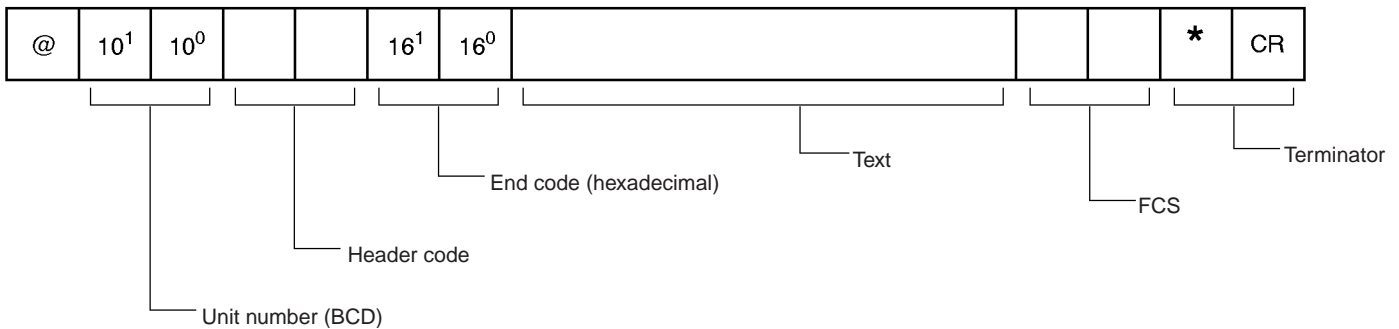 @ 10¹ 10⁰ 16¹ 16⁰ * CR
Text
Terminator
End code (hexadecimal)
FCS
Header code
Unit number (BCD)